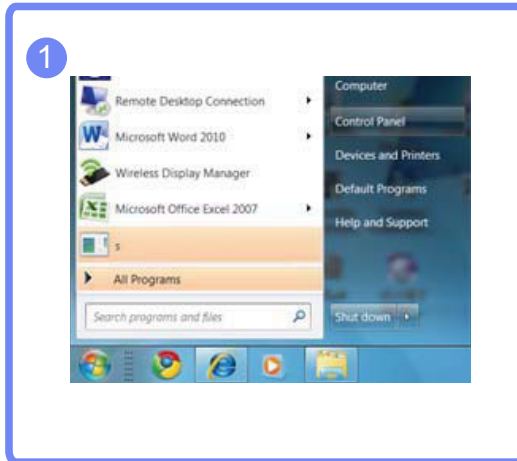 1
Remote Desktop Connection
Microsoft Word 2010
Wireless Display Manager
Microsoft Office Excel 2007
s
All Programs
Search programs and files
Computer
Control Panel
Devices and Printers
Default Programs
Help and Support
Shut down